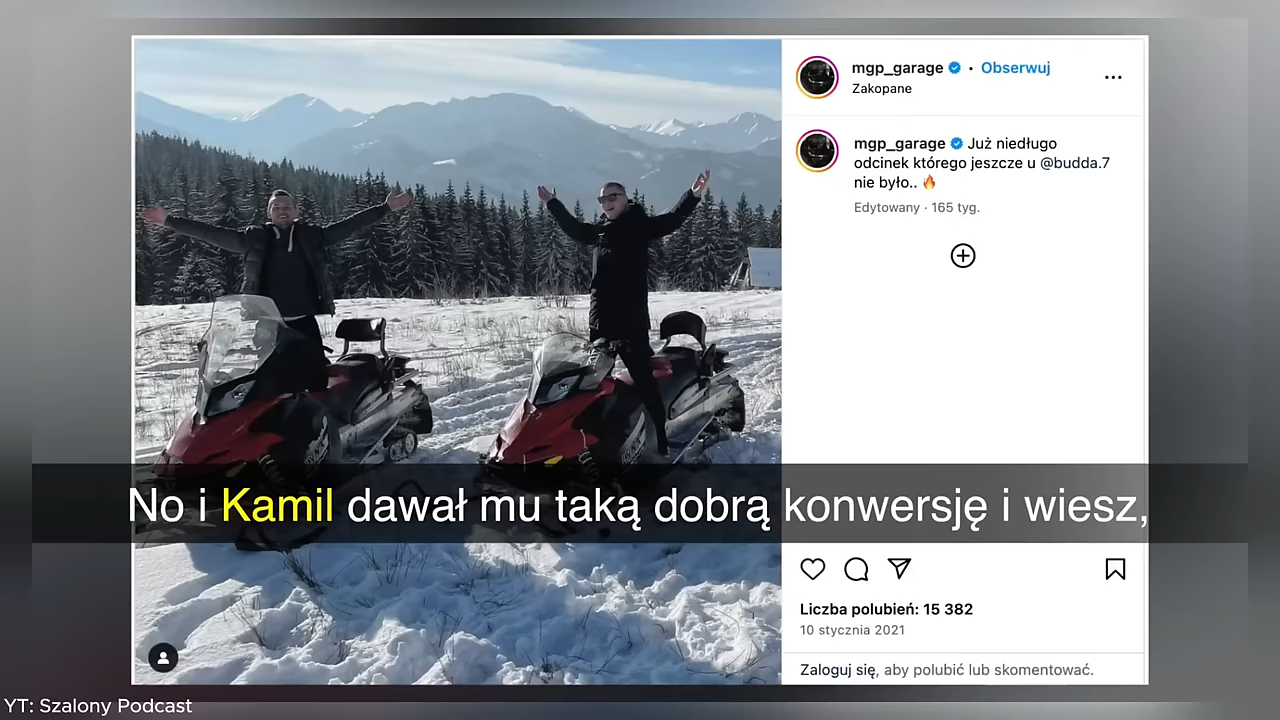 mgp_garage • Obserwuj
Zakopane
mgp_garage Już niedługo
odcinek którego jeszcze u @budda.7
nie było.. 🔥
Edytowany · 165 tyg.
No i Kamil dawał mu taką dobrą konwersję i wiesz,
Liczba polubień: 15 382
10 stycznia 2021
Zaloguj się, aby polubić lub skomentować.
YT: Szalony Podcast